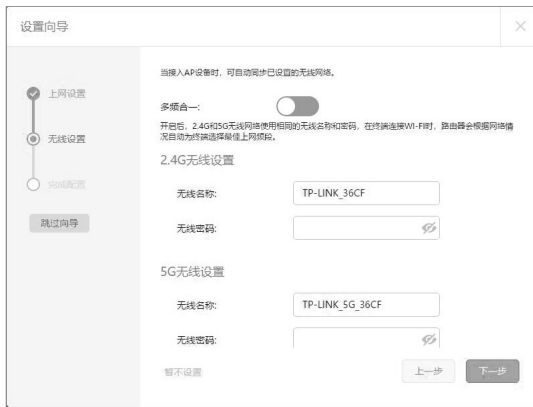 设置向导
上网设置
无线设置
完成配置
跳过向导
当接入AP设备时，可自动同步已设置的无线网络。
多频合一:
开启后，2.4G和5G无线网络使用相同的无线名称和密码，在终端连接Wi-Fi时，路由器会根据网络情
况自动为终端选择最佳上网频段。
2.4G无线设置
无线名称: TP-LINK_36CF
无线密码:
5G无线设置
无线名称: TP-LINK_5G_36CF
无线密码:
暂不设置 上一步 下一步